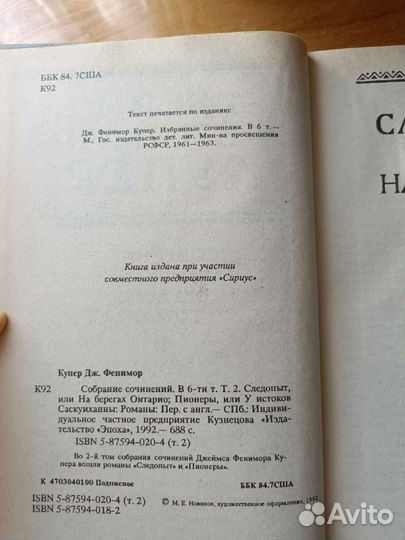 ББК 84. 7США
К92
Текст печатается по изданию:
Дж. Фенимор Купер. Избранные сочинения. В 6 т.—
М., Гос. издательство дет. лит. Мин-ва просвещения
РСФСР, 1961—1963.
Книга издана при участии
совместного предприятия «Сириус»
Купер Дж. Фенимор
К92 Собрание сочинений. В 6-ти т. Т. 2. Следопыт,
или На берегах Онтарио; Пионеры, или У истоков
Саскуиханны: Романы: Пер. с англ.— СПб.: Индиви-
дуальное частное предприятие Кузнецова «Изда-
тельство «Эпоха», 1992.— 688 с.
ISBN 5-87594-020-4 (т. 2)
Во 2-й том собрания сочинений Джеймса Фенимора Ку-
пера вошли романы «Следопыт» и «Пионеры».
К 4703040100 Подписное ББК 84.7США
ISBN 5-87594-020-4 (т. 2)
ISBN 5-87594-018-2
© М. Е. Новиков, художественное оформление, 1992
СЛ
НА
Avito